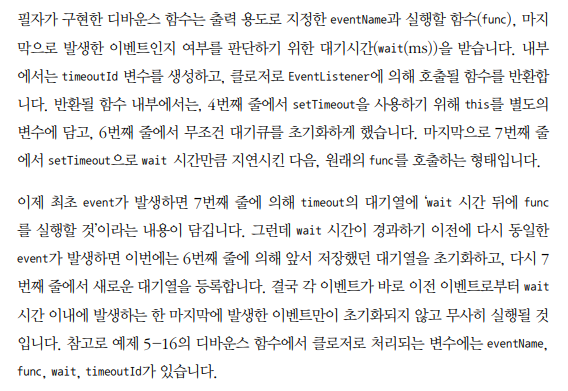 필자가 구현한 디바운스 함수는 출력 용도로 지정한 eventName과 실행할 함수(func), 마지
막으로 발생한 이벤트인지 여부를 판단하기 위한 대기시간(wait(ms))을 받습니다. 내부
에서는 timeoutId 변수를 생성하고, 클로저로 EventListener에 의해 호출될 함수를 반환합
니다. 반환될 함수 내부에서는, 4번째 줄에서 setTimeout을 사용하기 위해 this를 별도의
변수에 담고, 6번째 줄에서 무조건 대기큐를 초기화하게 했습니다. 마지막으로 7번째 줄
에서 setTimeout으로 wait 시간만큼 지연시킨 다음, 원래의 func를 호출하는 형태입니다.
이제 최초 event가 발생하면 7번째 줄에 의해 timeout의 대기열에 ‘wait 시간 뒤에 func
를 실행할 것’이라는 내용이 담깁니다. 그런데 wait 시간이 경과하기 이전에 다시 동일한
event가 발생하면 이번에는 6번째 줄에 의해 앞서 저장했던 대기열을 초기화하고, 다시 7
번째 줄에서 새로운 대기열을 등록합니다. 결국 각 이벤트가 바로 이전 이벤트로부터 wait
시간 이내에 발생하는 한 마지막에 발생한 이벤트만이 초기화되지 않고 무사히 실행될 것
입니다. 참고로 예제 5-16의 디바운스 함수에서 클로저로 처리되는 변수에는 eventName,
func, wait, timeoutId가 있습니다.